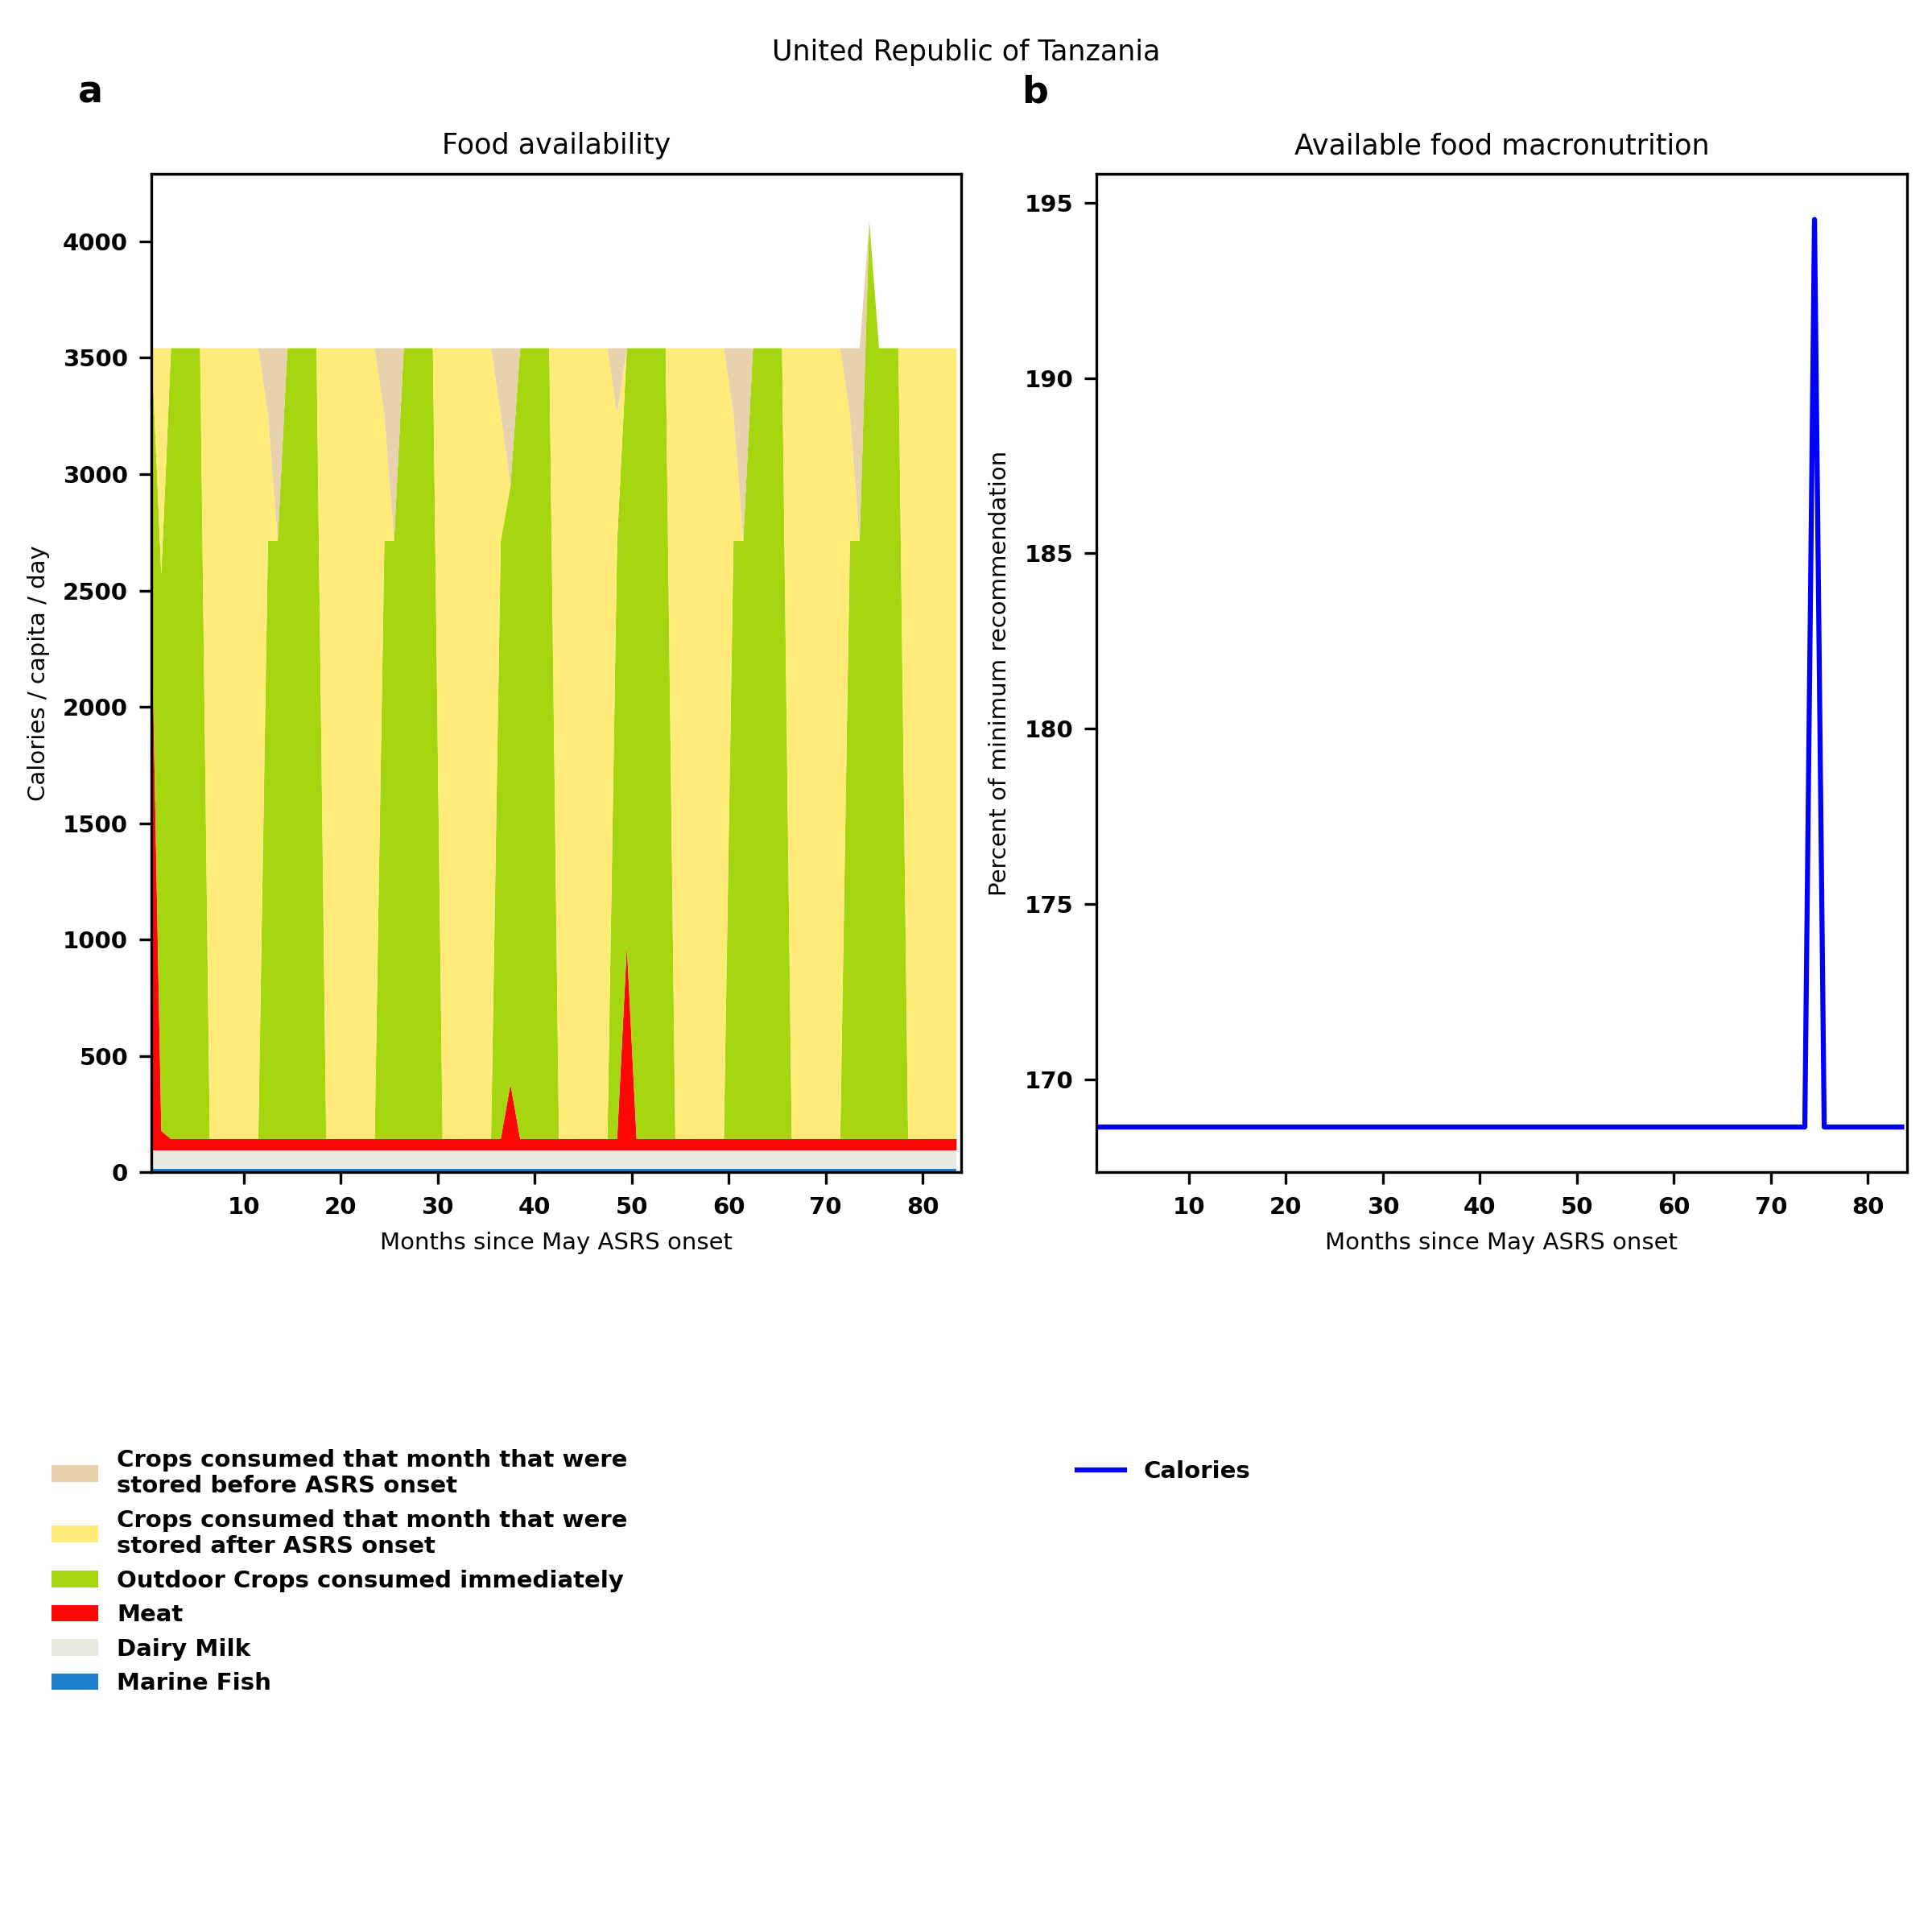 United Republic of Tanzania
a
b
Food availability
Available food macronutrition
Calories / capita / day
4000
3500
3000
2500
2000
1500
1000
500
0
10 20 30 40 50 60 70 80
Months since May ASRS onset
Percent of minimum recommendation
195
190
185
180
175
170
10 20 30 40 50 60 70 80
Months since May ASRS onset
Crops consumed that month that were
stored before ASRS onset
Crops consumed that month that were
stored after ASRS onset
Outdoor Crops consumed immediately
Meat
Dairy Milk
Marine Fish
Calories